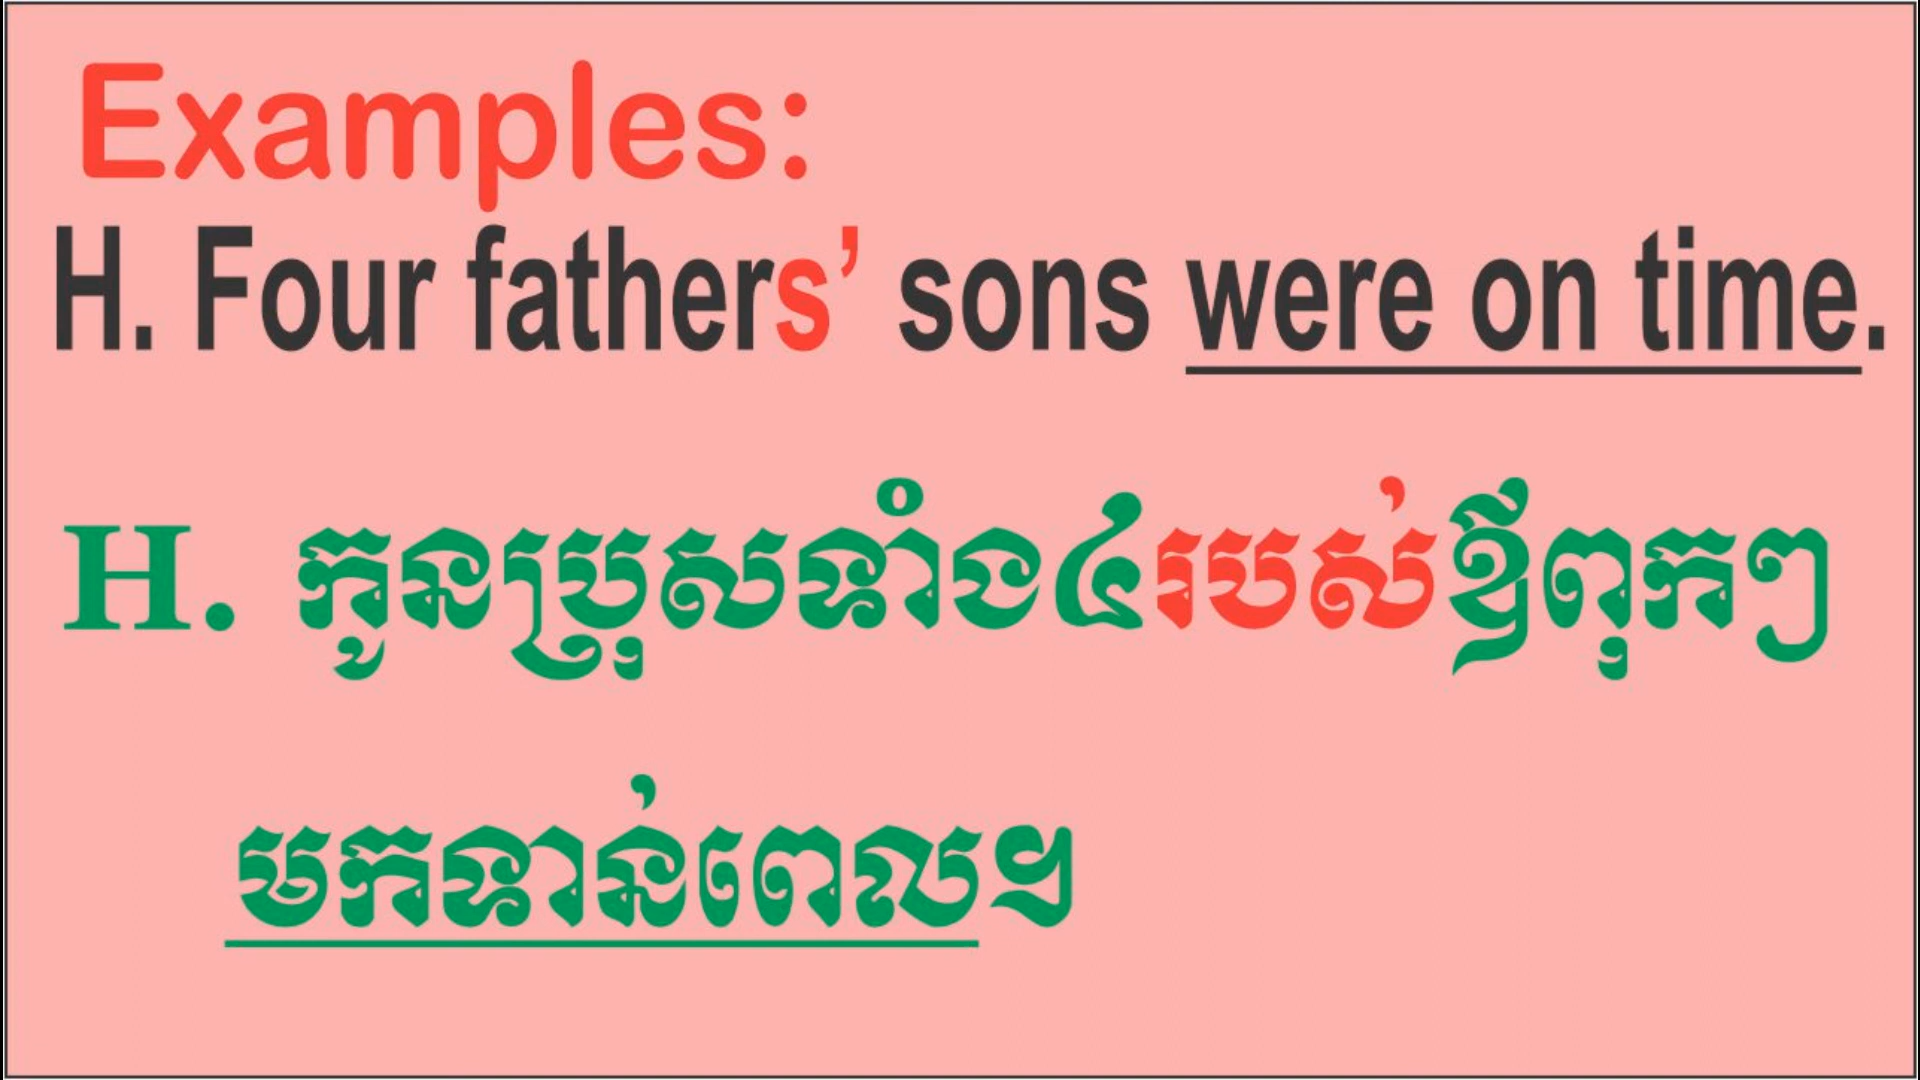 Examples:
H. Four fathers’ sons were on time.
H. កូនប្រុសទាំង៤របស់ឪពុកៗ
មកទាន់ពេល។